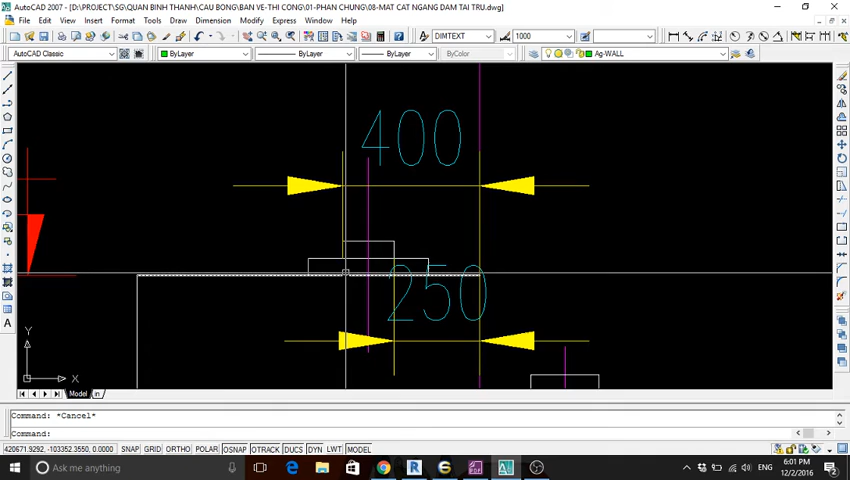 AutoCAD 2007 - [D:\PROJECT\SG\QUAN BINH THANH\CAU BONG\BAN VE-THI CONG\01-PHAN CHUNG\08-MAT CAT NGANG DAM TAI TRU.dwg]
File Edit View Insert Format Tools Draw Dimension Modify Express Window Help
DIMTEXT 1000
AutoCAD Classic ByLayer ByLayer ByColor Ag-WALL
400
250
Y
X
Model in
Command: *Cancel*
Command:
420671.9292, -103352.3550, 0.0000 SNAP GRID ORTHO POLAR OSNAP OTRACK DUCS DYN LWT MODEL
Ask me anything ENG 6:01 PM
12/2/2016